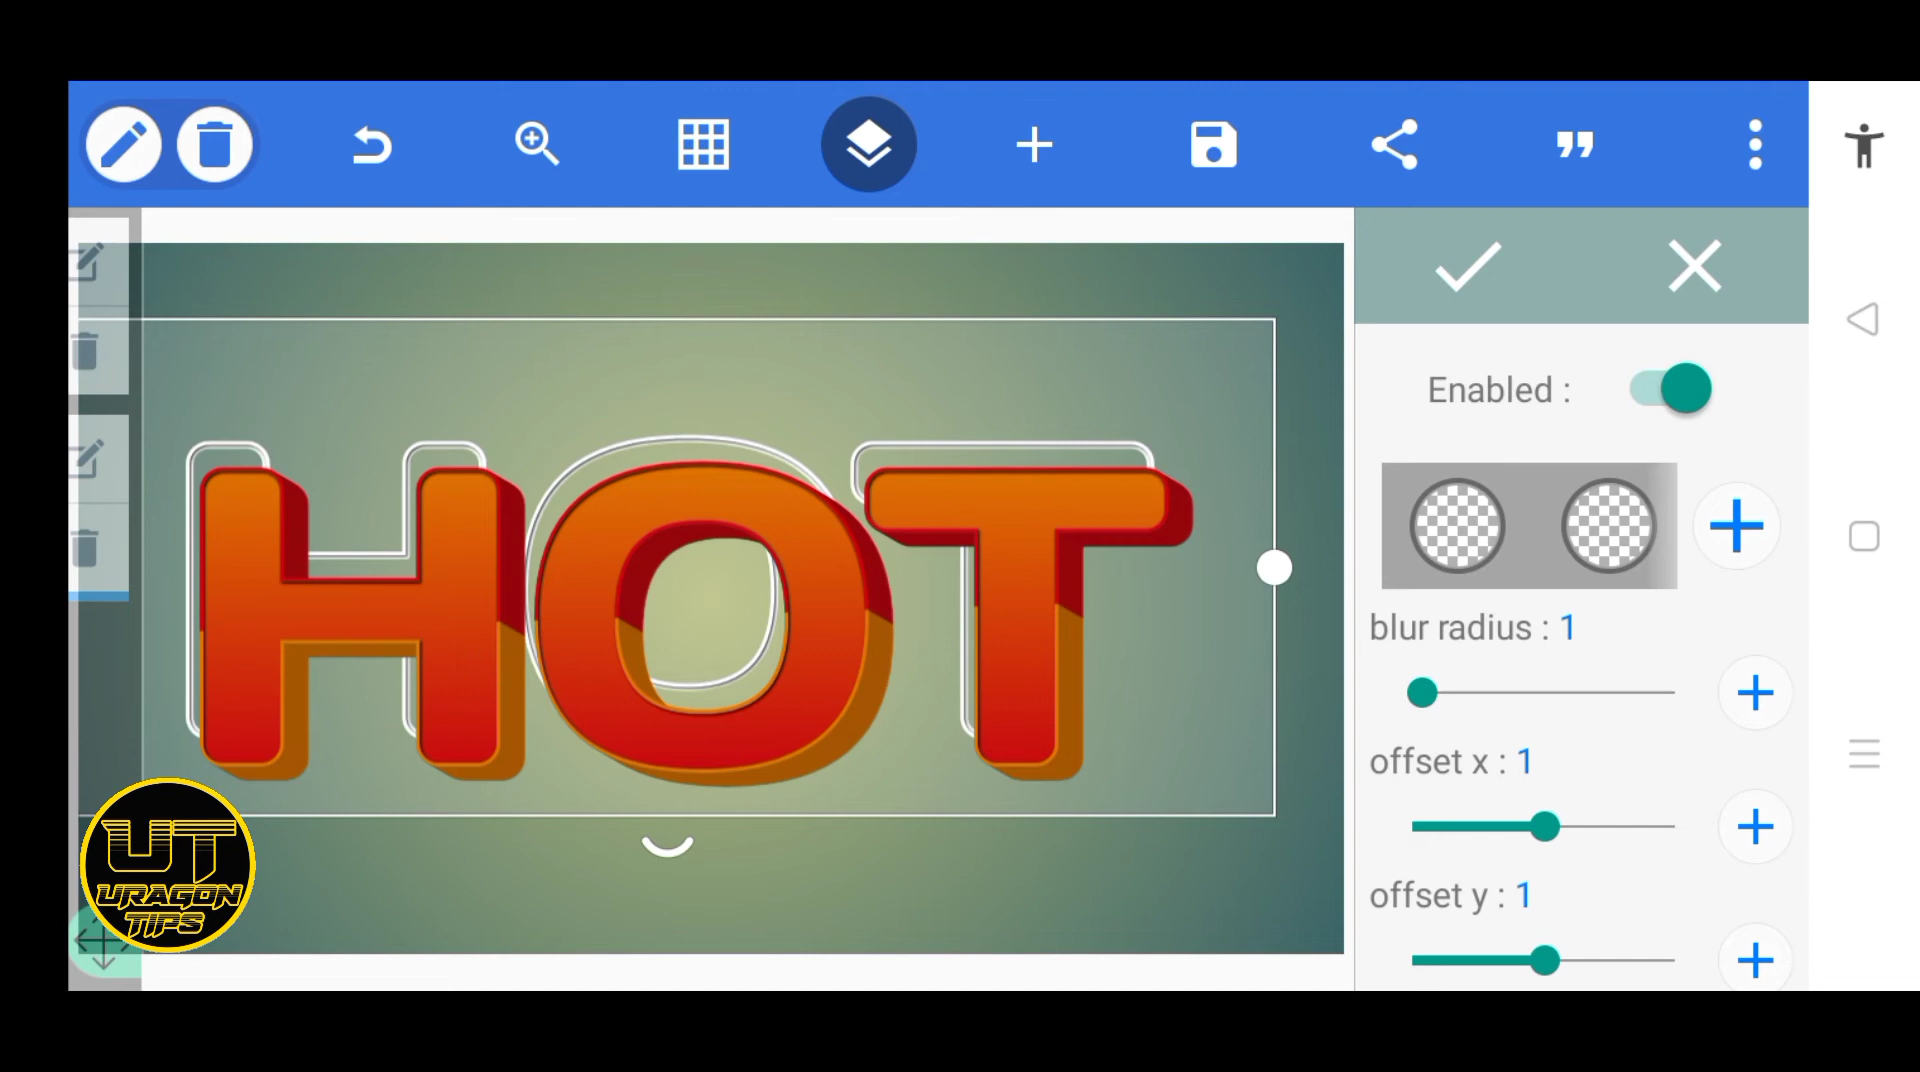 HOT
Enabled :
blur radius : 1
offset x : 1
offset y : 1
UT
URAGON
TIPS